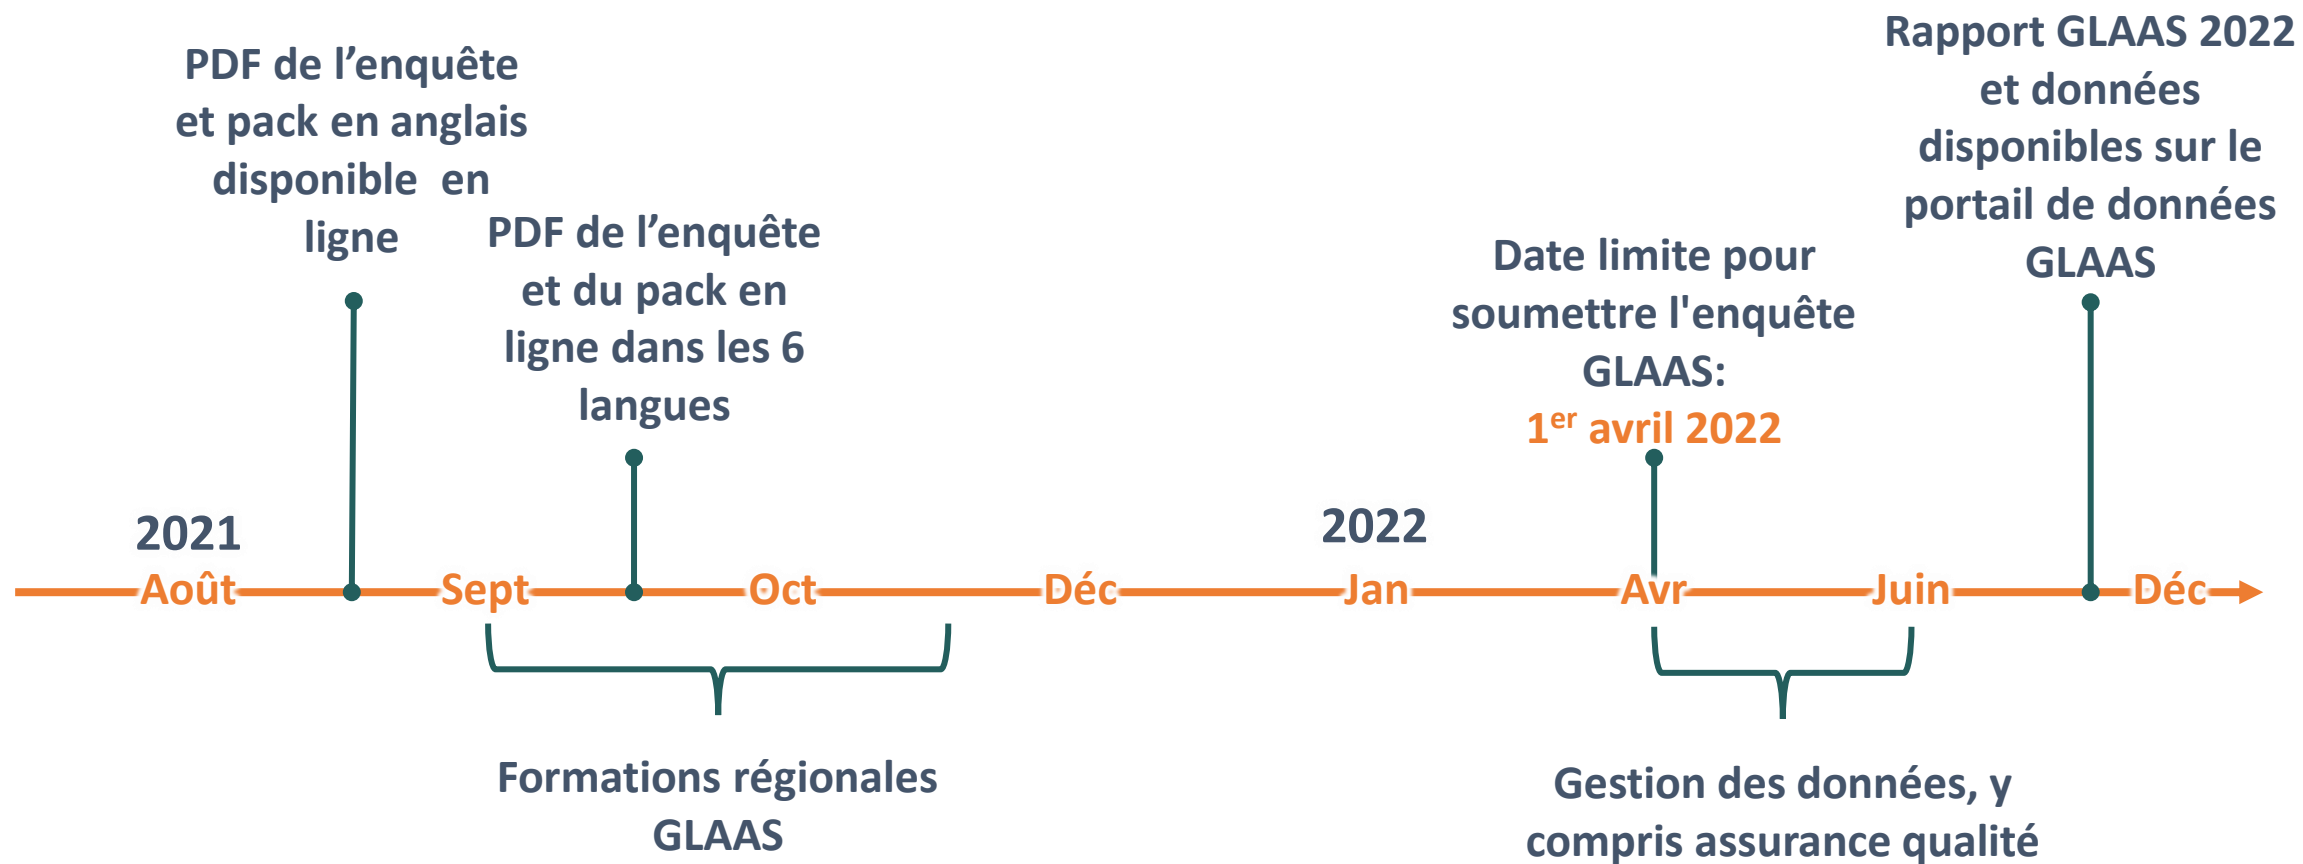 PDF de l’enquête
et pack en anglais
disponible  en
ligne
PDF de l’enquête
et du pack en
ligne dans les 6
langues
Date limite pour
soumettre l'enquête
GLAAS:
1er avril 2022
Rapport GLAAS 2022
et données
disponibles sur le
portail de données
GLAAS
2021
2022
Août Sept Oct Déc Jan Avr Juin Déc
Formations régionales
GLAAS
Gestion des données, y
compris assurance qualité